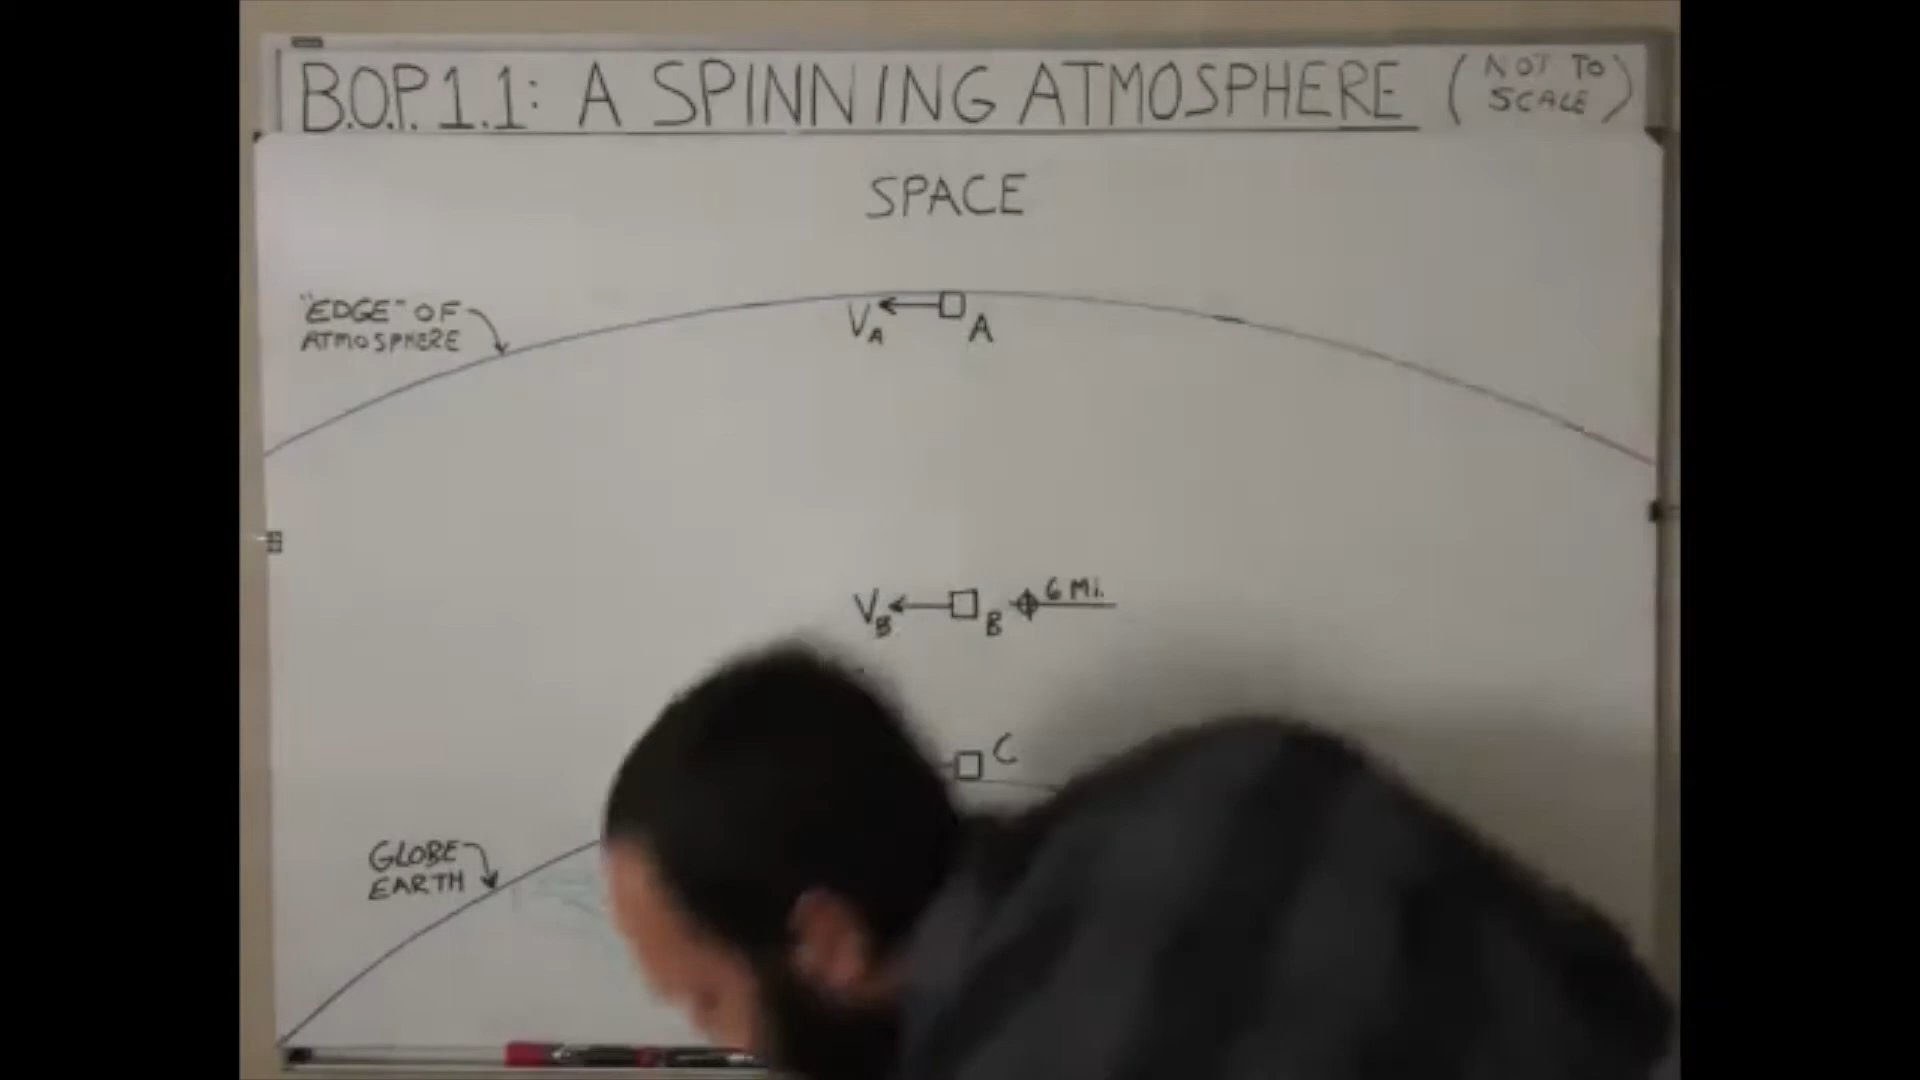 B.O.P. 1.1: A SPINNING ATMOSPHERE (NOT TO SCALE)
SPACE
"EDGE" OF
ATMOSPHERE
VA
A
VB
B
6 Mi.
C
GLOBE
EARTH